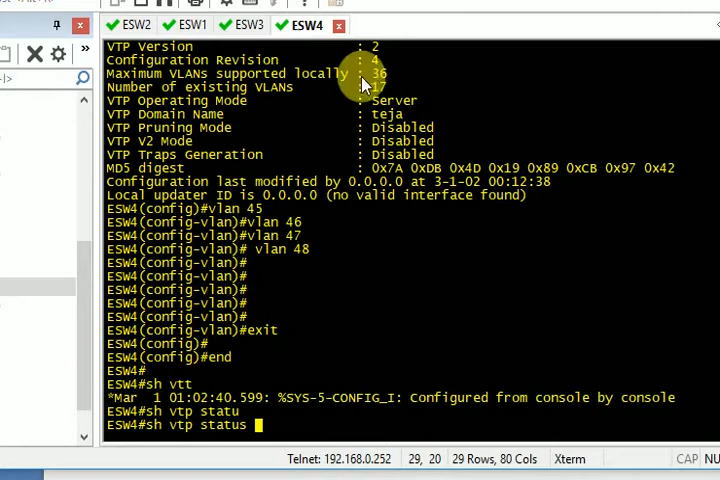 ESW2 ESW1 ESW3 ESW4
VTP Version : 2
Configuration Revision : 4
Maximum VLANs supported locally : 36
Number of existing VLANs : 17
VTP Operating Mode : Server
VTP Domain Name : teja
VTP Pruning Mode : Disabled
VTP V2 Mode : Disabled
VTP Traps Generation : Disabled
MD5 digest : 0x7A 0xDB 0x4D 0x19 0x89 0xCB 0x97 0x42
Configuration last modified by 0.0.0.0 at 3-1-02 00:12:38
Local updater ID is 0.0.0.0 (no valid interface found)
ESW4(config)#vlan 45
ESW4(config-vlan)#vlan 46
ESW4(config-vlan)#vlan 47
ESW4(config-vlan)# vlan 48
ESW4(config-vlan)#
ESW4(config-vlan)#
ESW4(config-vlan)#
ESW4(config-vlan)#
ESW4(config-vlan)#
ESW4(config-vlan)#exit
ESW4(config)#
ESW4(config)#end
ESW4#
ESW4#sh vtt
*Mar 1 01:02:40.599: %SYS-5-CONFIG_I: Configured from console by console
ESW4#sh vtp statu
ESW4#sh vtp status
Telnet: 192.168.0.252 29, 20 29 Rows, 80 Cols Xterm CAP